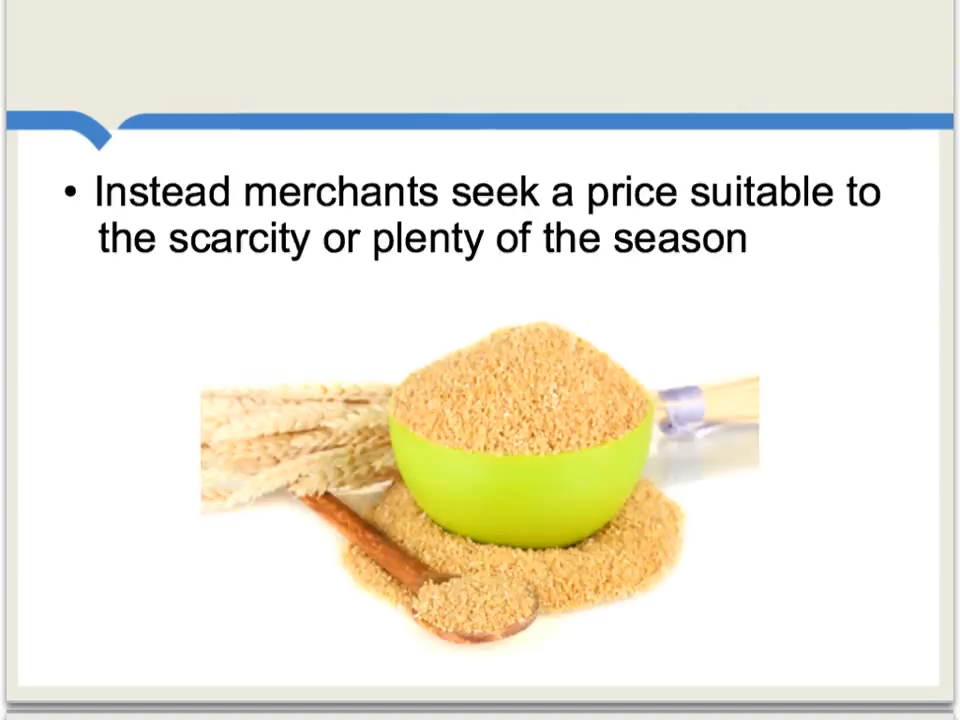 • Instead merchants seek a price suitable to
the scarcity or plenty of the season